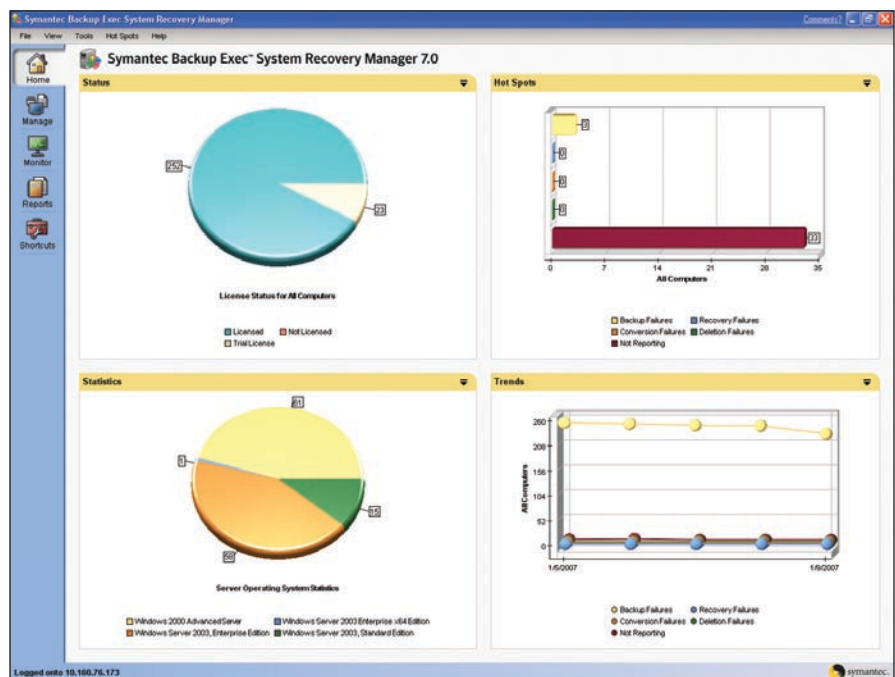 Symantec Backup Exec System Recovery Manager
Comments?
File View Tools Hot Spots Help
Home
Manage
Monitor
Reports
Shortcuts
Symantec Backup Exec™ System Recovery Manager 7.0
Status
252
23
License Status for All Computers
Licensed Not Licensed
Trial License
Hot Spots
0
0
0
33
0 7 14 21 28 35
All Computers
Backup Failures Recovery Failures
Conversion Failures Deletion Failures
Not Reporting
Statistics
61
1
15
Server Operating System Statistics
Windows 2000 Advanced Server Windows Server 2003 Enterprise x64 Edition
Windows Server 2003, Enterprise Edition Windows Server 2003, Standard Edition
Trends
260
208
156
104
52
0
All Computers
1/5/2007 1/9/2007
Backup Failures Recovery Failures
Conversion Failures Deletion Failures
Not Reporting
Logged onto 10.160.76.173
symantec.